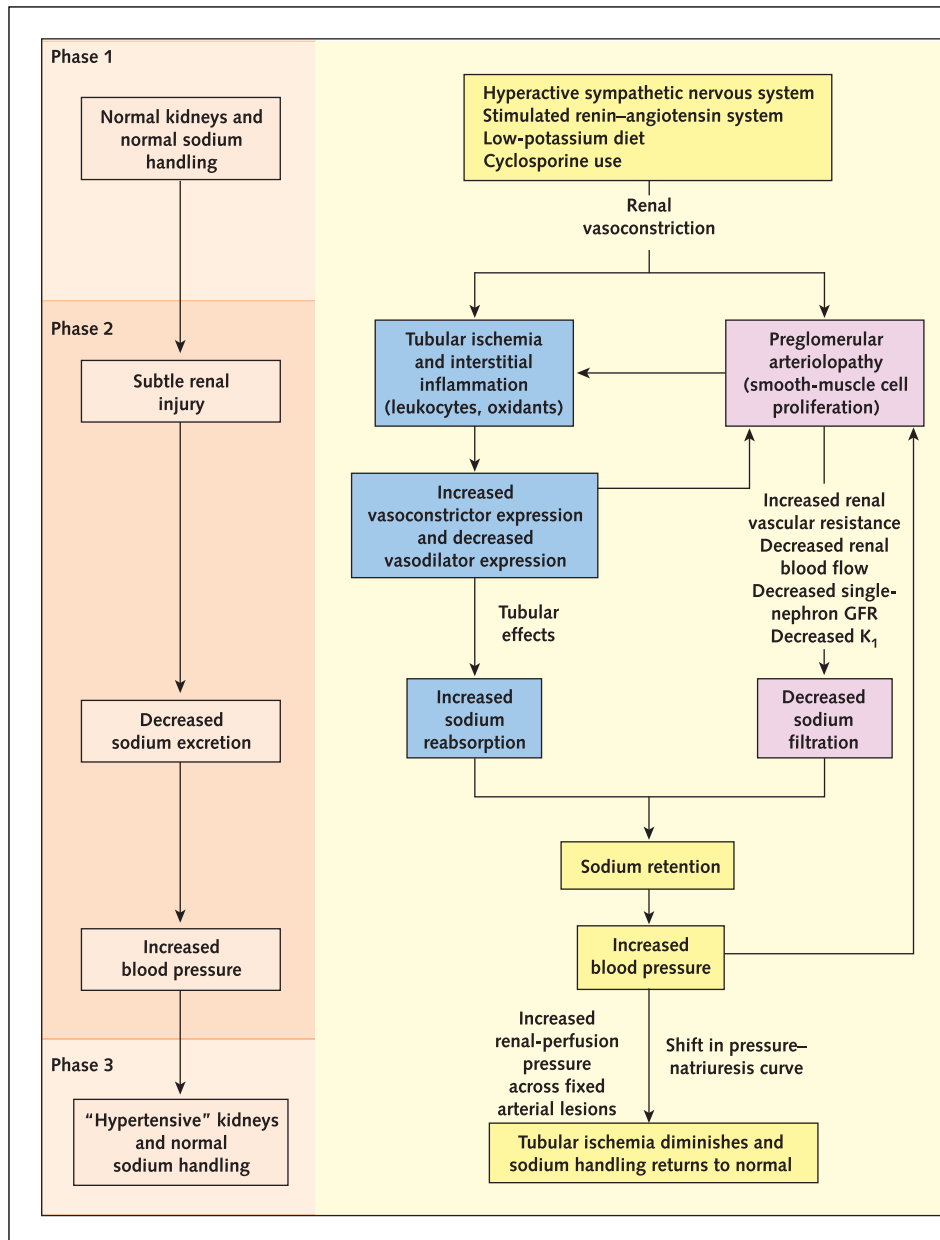 Phase 1
Normal kidneys and
normal sodium
handling
Phase 2
Subtle renal
injury
Decreased
sodium excretion
Increased
blood pressure
Phase 3
“Hypertensive” kidneys
and normal
sodium handling
Hyperactive sympathetic nervous system
Stimulated renin–angiotensin system
Low-potassium diet
Cyclosporine use
Renal
vasoconstriction
Tubular ischemia
and interstitial
inflammation
(leukocytes, oxidants)
Preglomerular
arteriolopathy
(smooth-muscle cell
proliferation)
Increased
vasoconstrictor expression
and decreased
vasodilator expression
Increased renal
vascular resistance
Decreased renal
blood flow
Decreased single-
nephron GFR
Decreased K₁
Tubular
effects
Increased
sodium
reabsorption
Decreased
sodium
filtration
Sodium retention
Increased
blood pressure
Increased
renal-perfusion
pressure
across fixed
arterial lesions
Shift in pressure–
natriuresis curve
Tubular ischemia diminishes and
sodium handling returns to normal